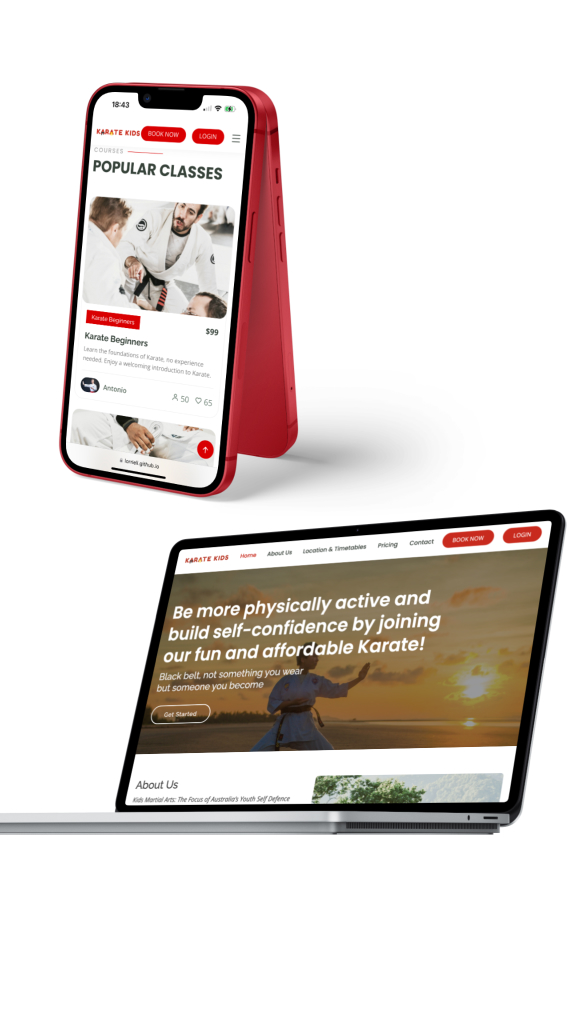 18:43
KARATE KIDS BOOK NOW LOGIN
COURSES
POPULAR CLASSES
Karate Beginners
$99
Karate Beginners
Learn the foundations of Karate, no experience
needed. Enjoy a welcoming introduction to Karate.
Antonio 50 65
lornell.github.io
KARATE KIDS Home About Us Location & Timetables Pricing Contact BOOK NOW LOGIN
Be more physically active and
build self-confidence by joining
our fun and affordable Karate!
Black belt, not something you wear
but someone you become
Get Started
About Us
Kids Martial Arts: The Focus of Australia's Youth Self Defence